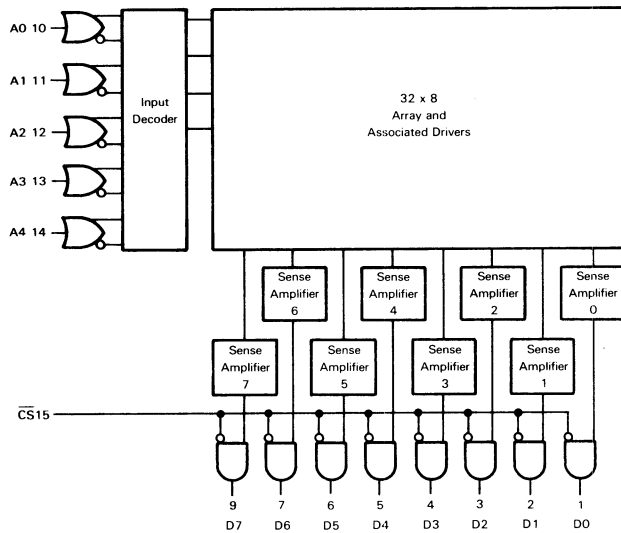 A0 10
A1 11
A2 12
A3 13
A4 14
Input
Decoder
32 x 8
Array and
Associated Drivers
Sense
Amplifier
6
Sense
Amplifier
4
Sense
Amplifier
2
Sense
Amplifier
0
Sense
Amplifier
7
Sense
Amplifier
5
Sense
Amplifier
3
Sense
Amplifier
1
C̅S̅15
9 7 6 5 4 3 2 1
D7 D6 D5 D4 D3 D2 D1 D0